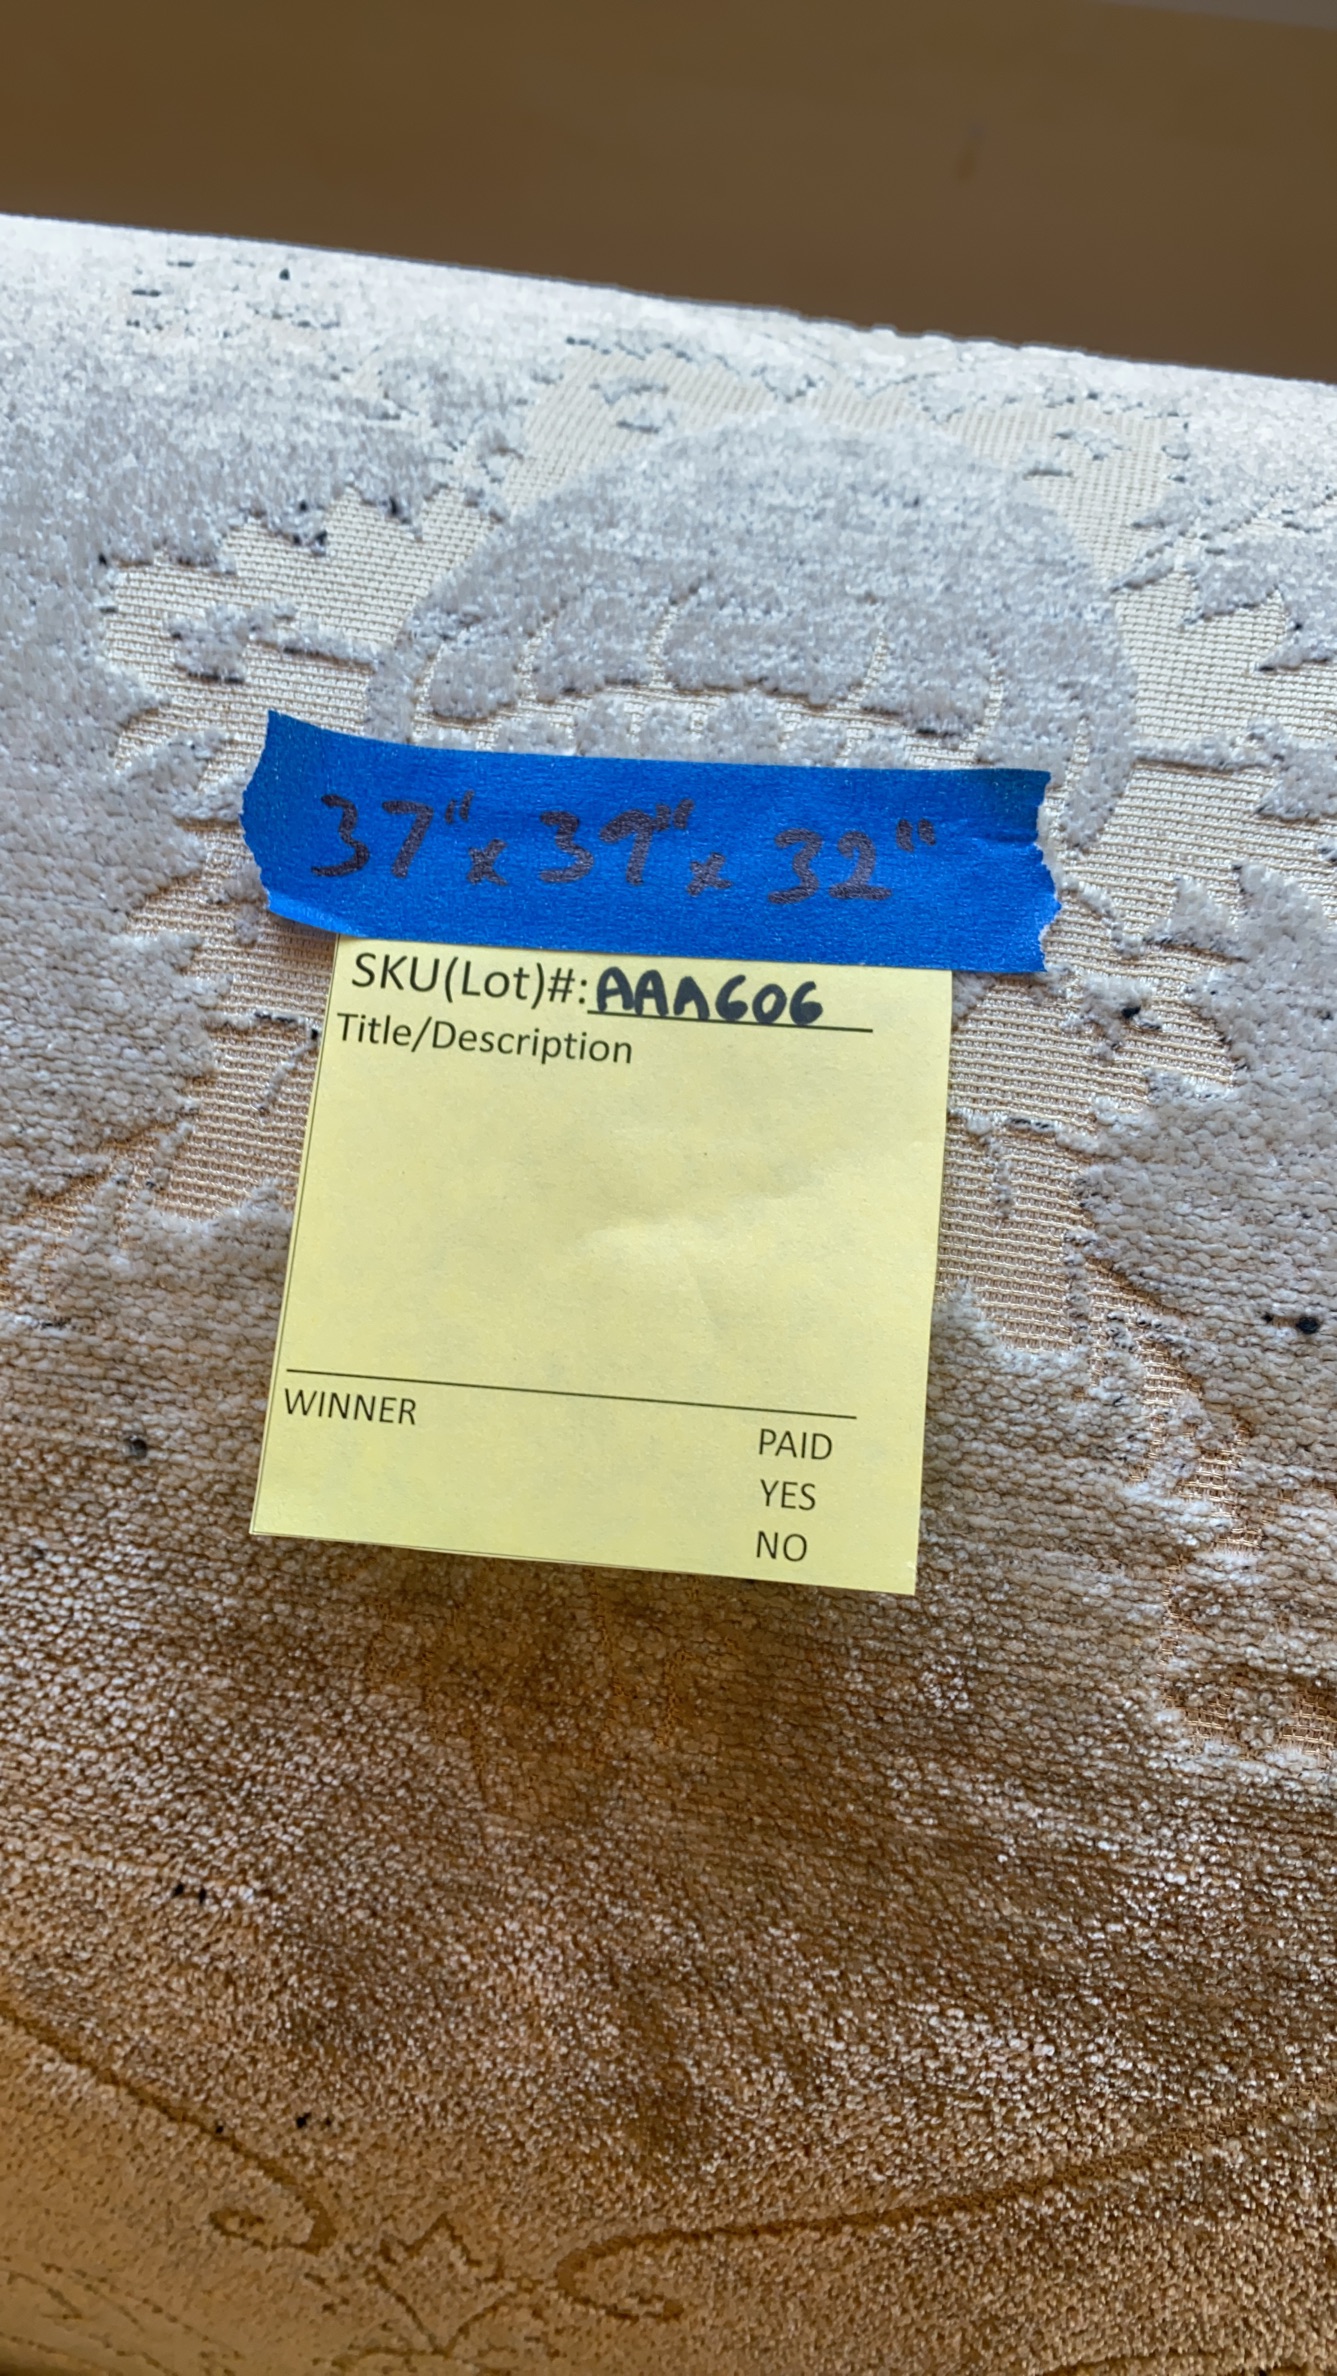 37" x 39" x 32"
SKU(Lot)#: AAA606
Title/Description
WINNER
PAID
YES
NO